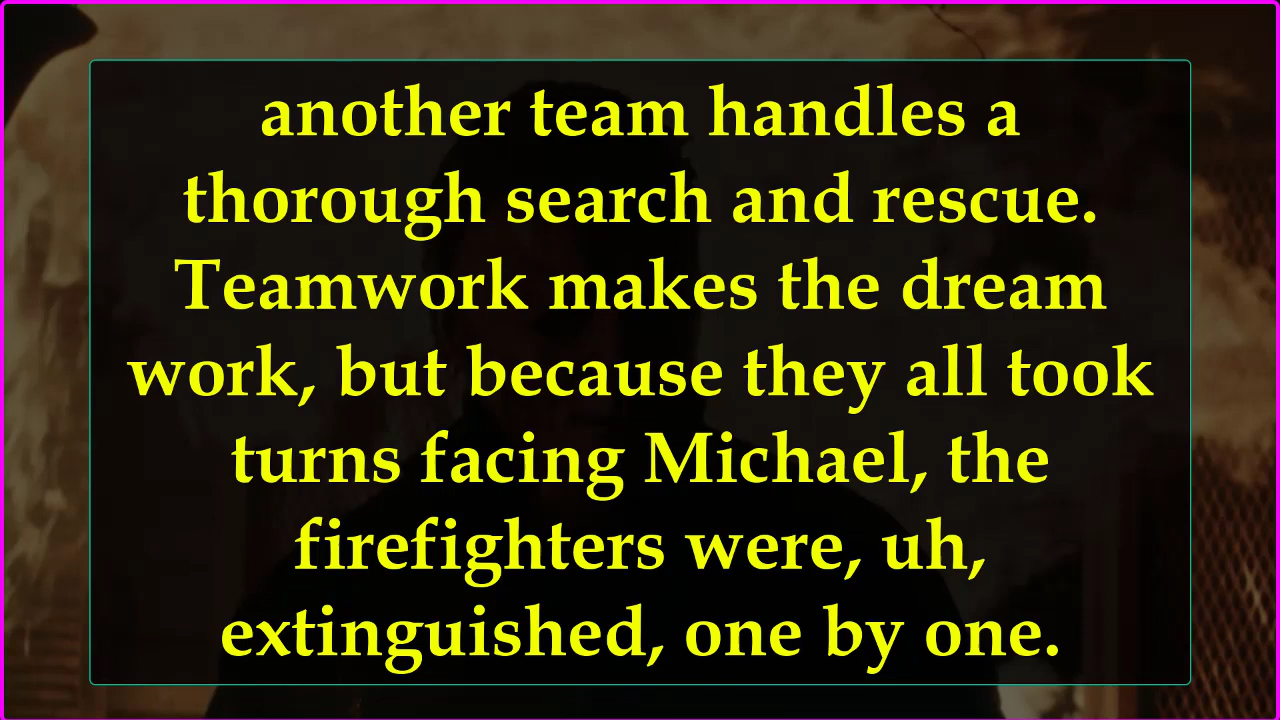 another team handles a
thorough search and rescue.
Teamwork makes the dream
work, but because they all took
turns facing Michael, the
firefighters were, uh,
extinguished, one by one.